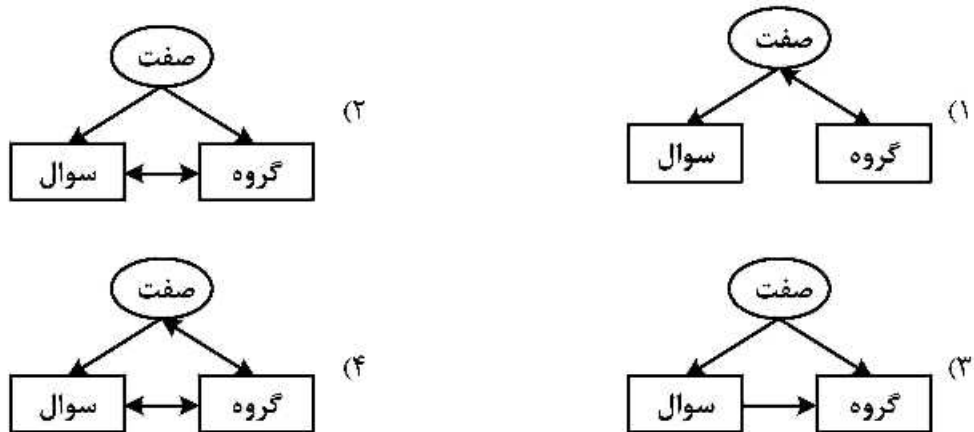 صفت
۱)
سوال
گروه
صفت
۲)
سوال
گروه
صفت
۳)
سوال
گروه
صفت
۴)
سوال
گروه